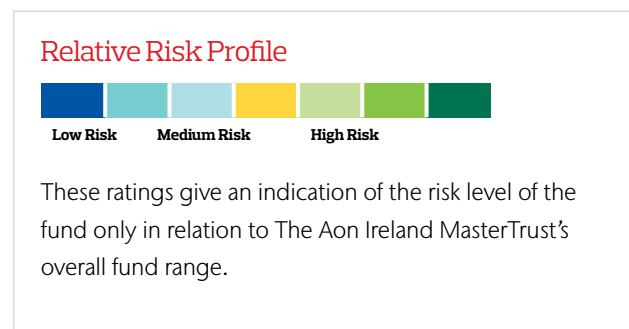 Relative Risk Profile
Low Risk Medium Risk High Risk
These ratings give an indication of the risk level of the
fund only in relation to The Aon Ireland MasterTrust’s
overall fund range.